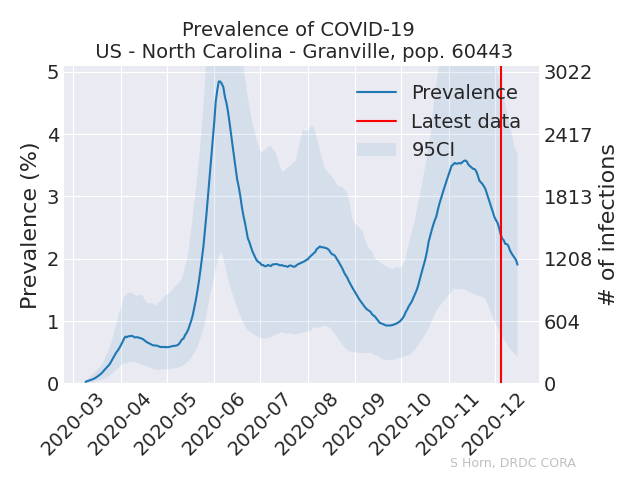 Prevalence of COVID-19
US - North Carolina - Granville, pop. 60443
Prevalence (%)
5
4
3
2
1
0
3022
2417
1813
1208
604
0
# of infections
Prevalence
Latest data
95CI
2020-03
2020-04
2020-05
2020-06
2020-07
2020-08
2020-09
2020-10
2020-11
2020-12
S Horn, DRDC CORA